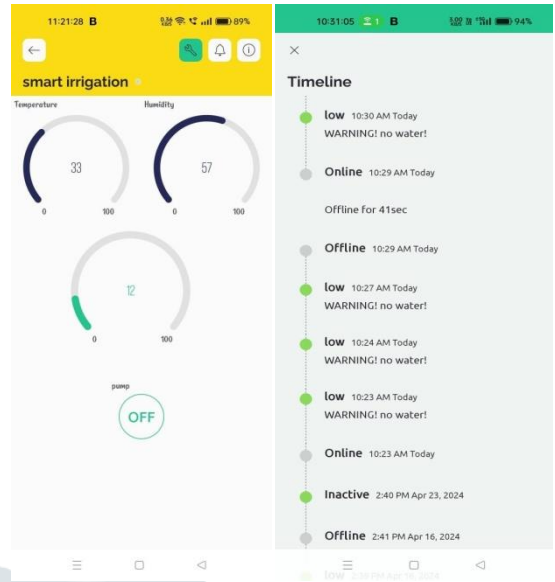 11:21:28 B
89%
smart irrigation
Temperature
Humidity
33
57
0
100
0
100
12
0
100
pump
OFF
10:31:05 1 B
94%
Timeline
low 10:30 AM Today
WARNING! no water!
Online 10:29 AM Today
Offline for 41sec
Offline 10:29 AM Today
low 10:27 AM Today
WARNING! no water!
low 10:24 AM Today
WARNING! no water!
low 10:23 AM Today
WARNING! no water!
Online 10:23 AM Today
Inactive 2:40 PM Apr 23, 2024
Offline 2:41 PM Apr 16, 2024
low